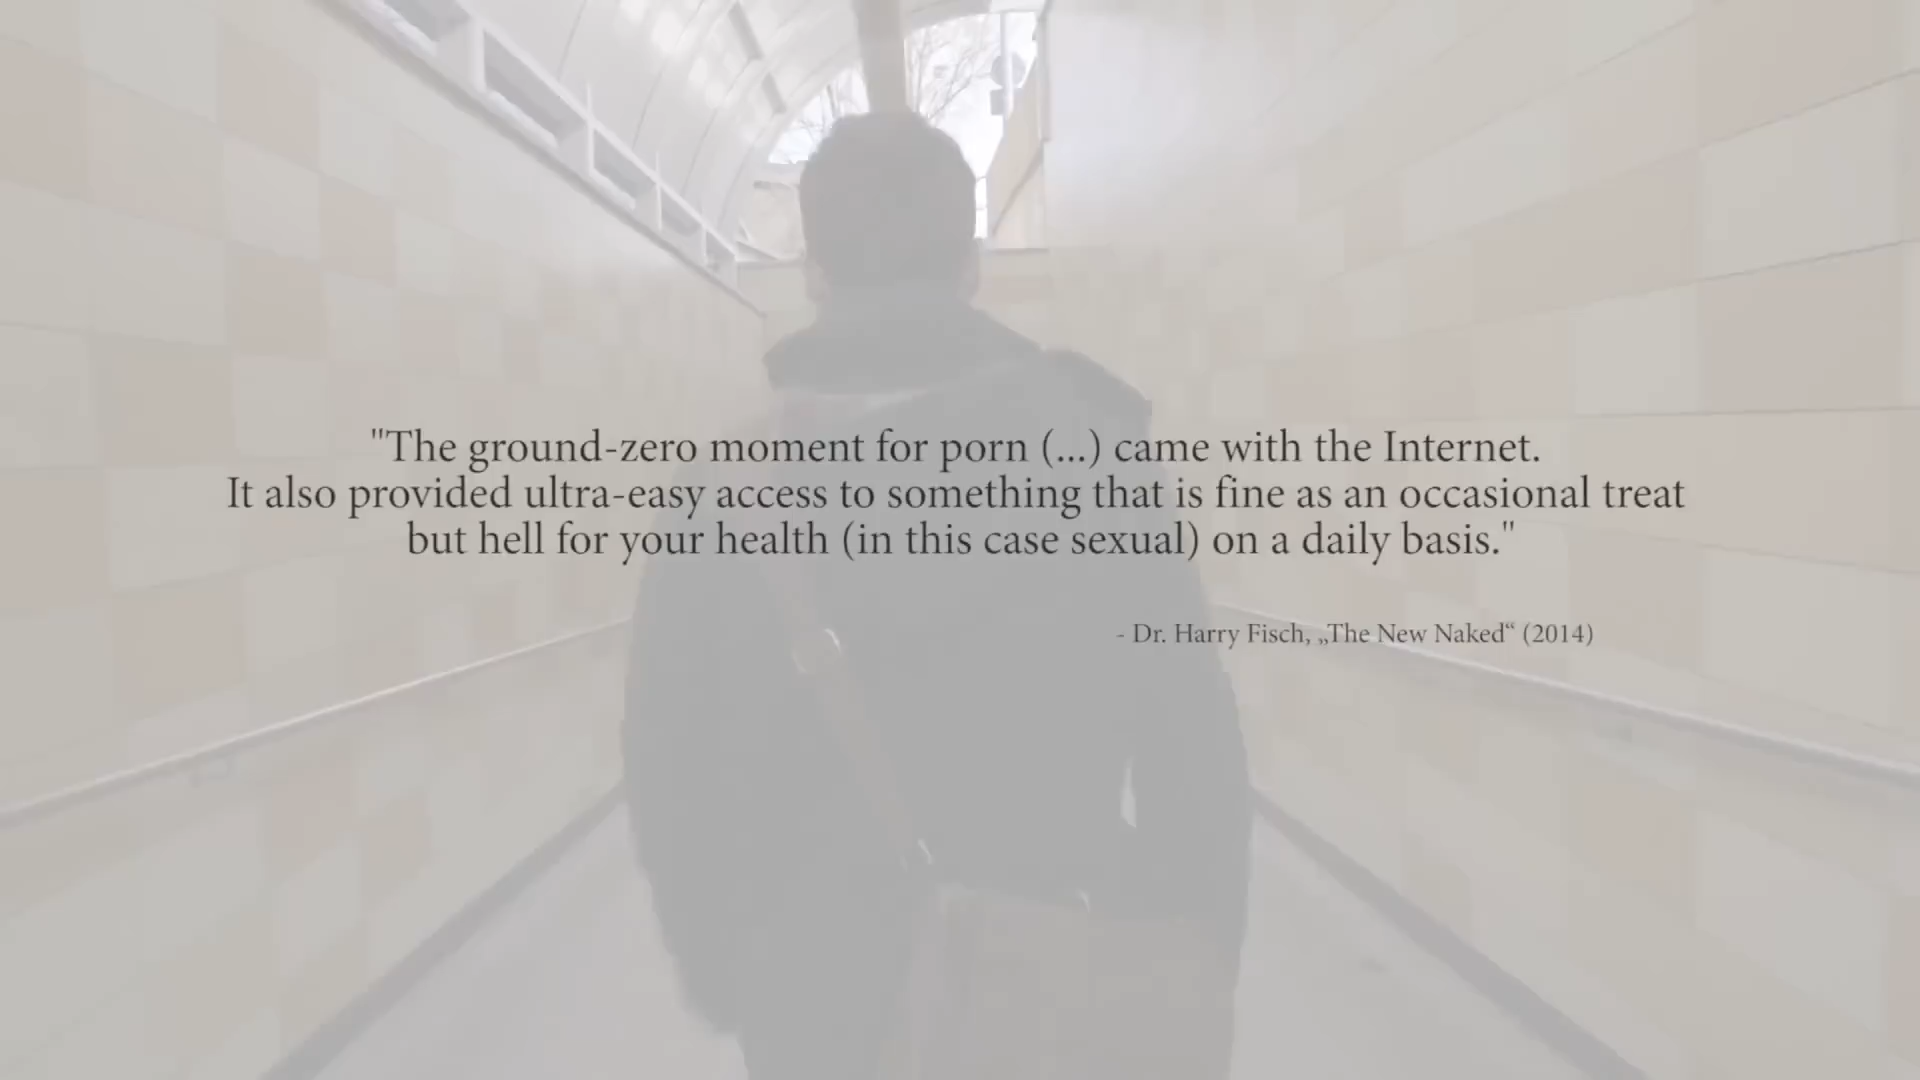 "The ground-zero moment for porn (...) came with the Internet.
It also provided ultra-easy access to something that is fine as an occasional treat
but hell for your health (in this case sexual) on a daily basis."
- Dr. Harry Fisch, „The New Naked“ (2014)